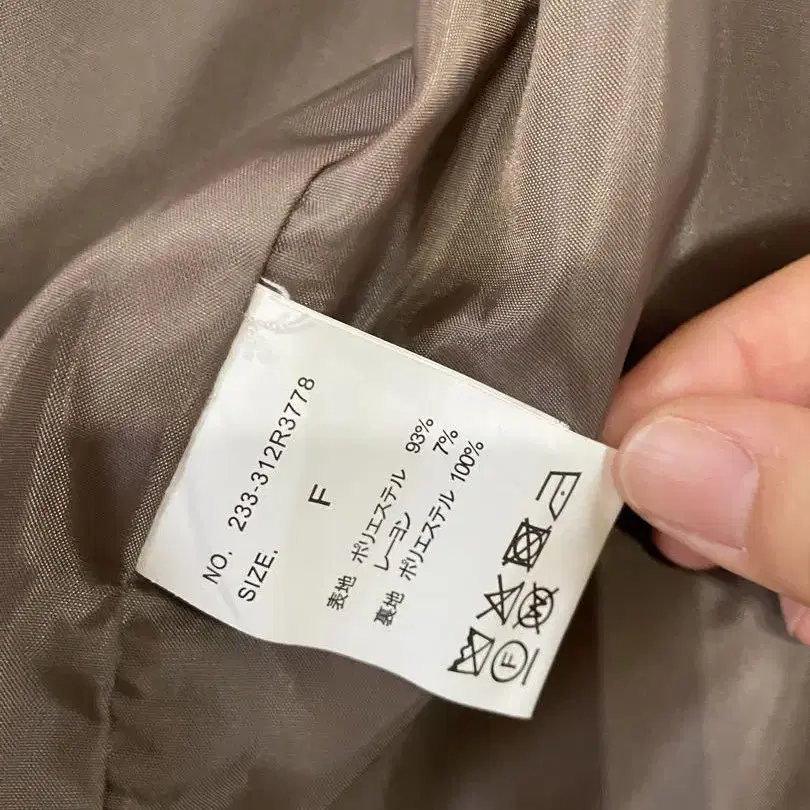 NO. 233-312R3778
SIZE. F
表地 ポリエステル 93%
レーヨン 7%
裏地 ポリエステル 100%
F
W